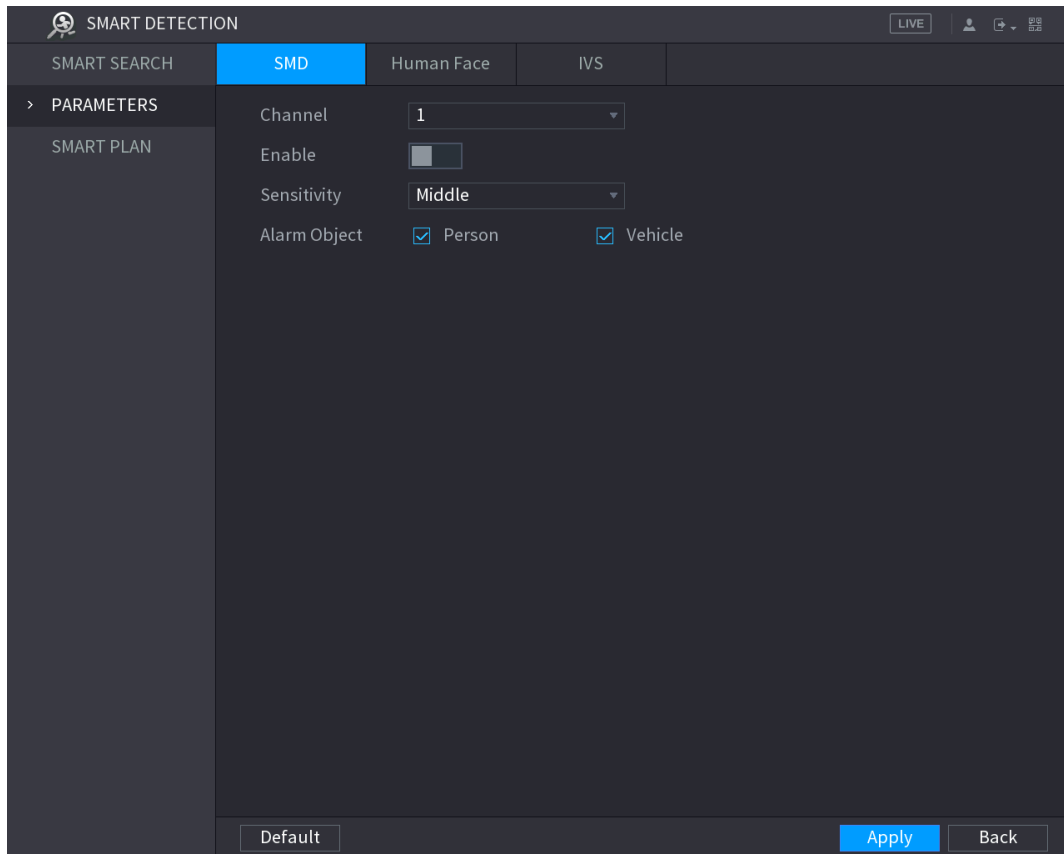 SMART DETECTION
LIVE
SMART SEARCH
SMD
Human Face
IVS
PARAMETERS
SMART PLAN
Channel
1
Enable
Sensitivity
Middle
Alarm Object
Person
Vehicle
Default
Apply
Back